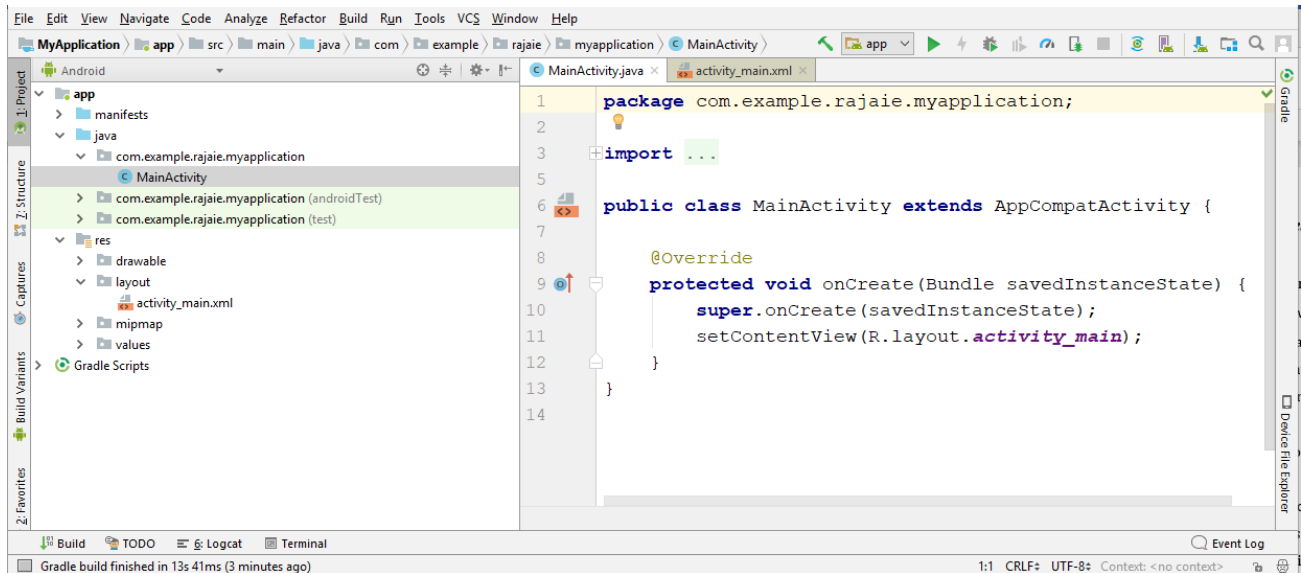 File Edit View Navigate Code Analyze Refactor Build Run Tools VCS Window Help
MyApplication app src main java com example rajaie myapplication MainActivity app
Android
MainActivity.java activity_main.xml
1: Project
Z: Structure
Captures
Build Variants
2: Favorites
app
manifests
java
com.example.rajaie.myapplication
MainActivity
com.example.rajaie.myapplication (androidTest)
com.example.rajaie.myapplication (test)
res
drawable
layout
activity_main.xml
mipmap
values
Gradle Scripts
1 package com.example.rajaie.myapplication;
2
3 import ...
5
6 public class MainActivity extends AppCompatActivity {
7
8 @Override
9 protected void onCreate(Bundle savedInstanceState) {
10 super.onCreate(savedInstanceState);
11 setContentView(R.layout.activity_main);
12 }
13 }
14
Gradle
Device File Explorer
Build TODO 6: Logcat Terminal Event Log
Gradle build finished in 13s 41ms (3 minutes ago) 1:1 CRLF UTF-8 Context: <no context>